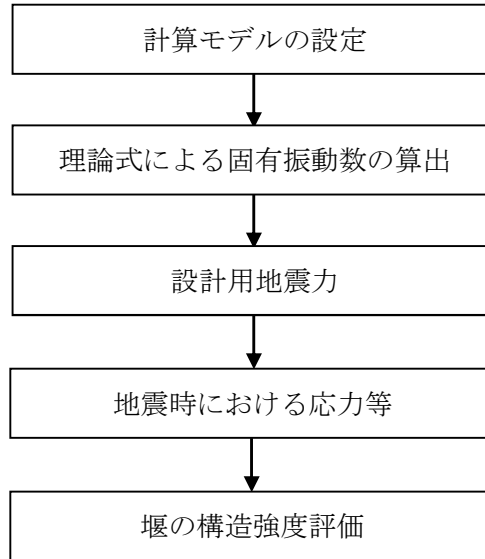 計算モデルの設定
理論式による固有振動数の算出
設計用地震力
地震時における応力等
堰の構造強度評価